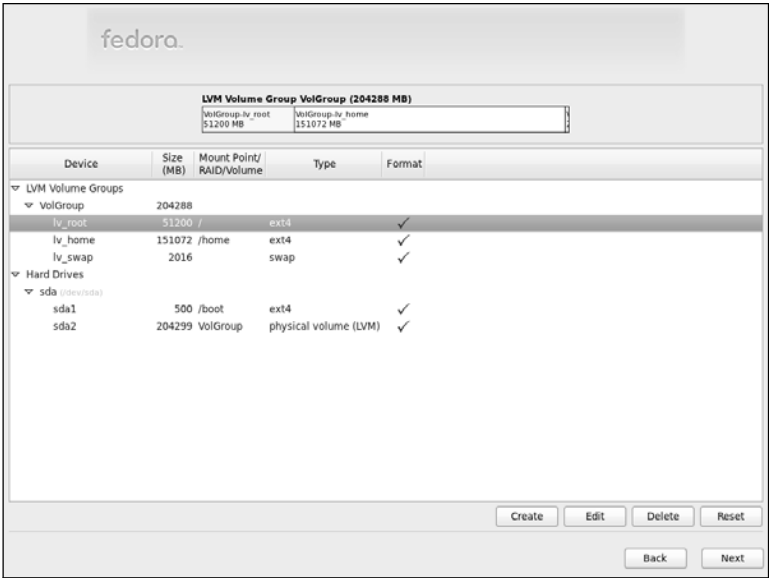 fedora.
LVM Volume Group VolGroup (204288 MB)
VolGroup-lv_root VolGroup-lv_home
51200 MB 151072 MB
Device Size (MB) Mount Point/ RAID/Volume Type Format
LVM Volume Groups
VolGroup 204288
lv_root 51200 / ext4
lv_home 151072 /home ext4
lv_swap 2016 swap
Hard Drives
sda (/dev/sda)
sda1 500 /boot ext4
sda2 204299 VolGroup physical volume (LVM)
Create Edit Delete Reset
Back Next